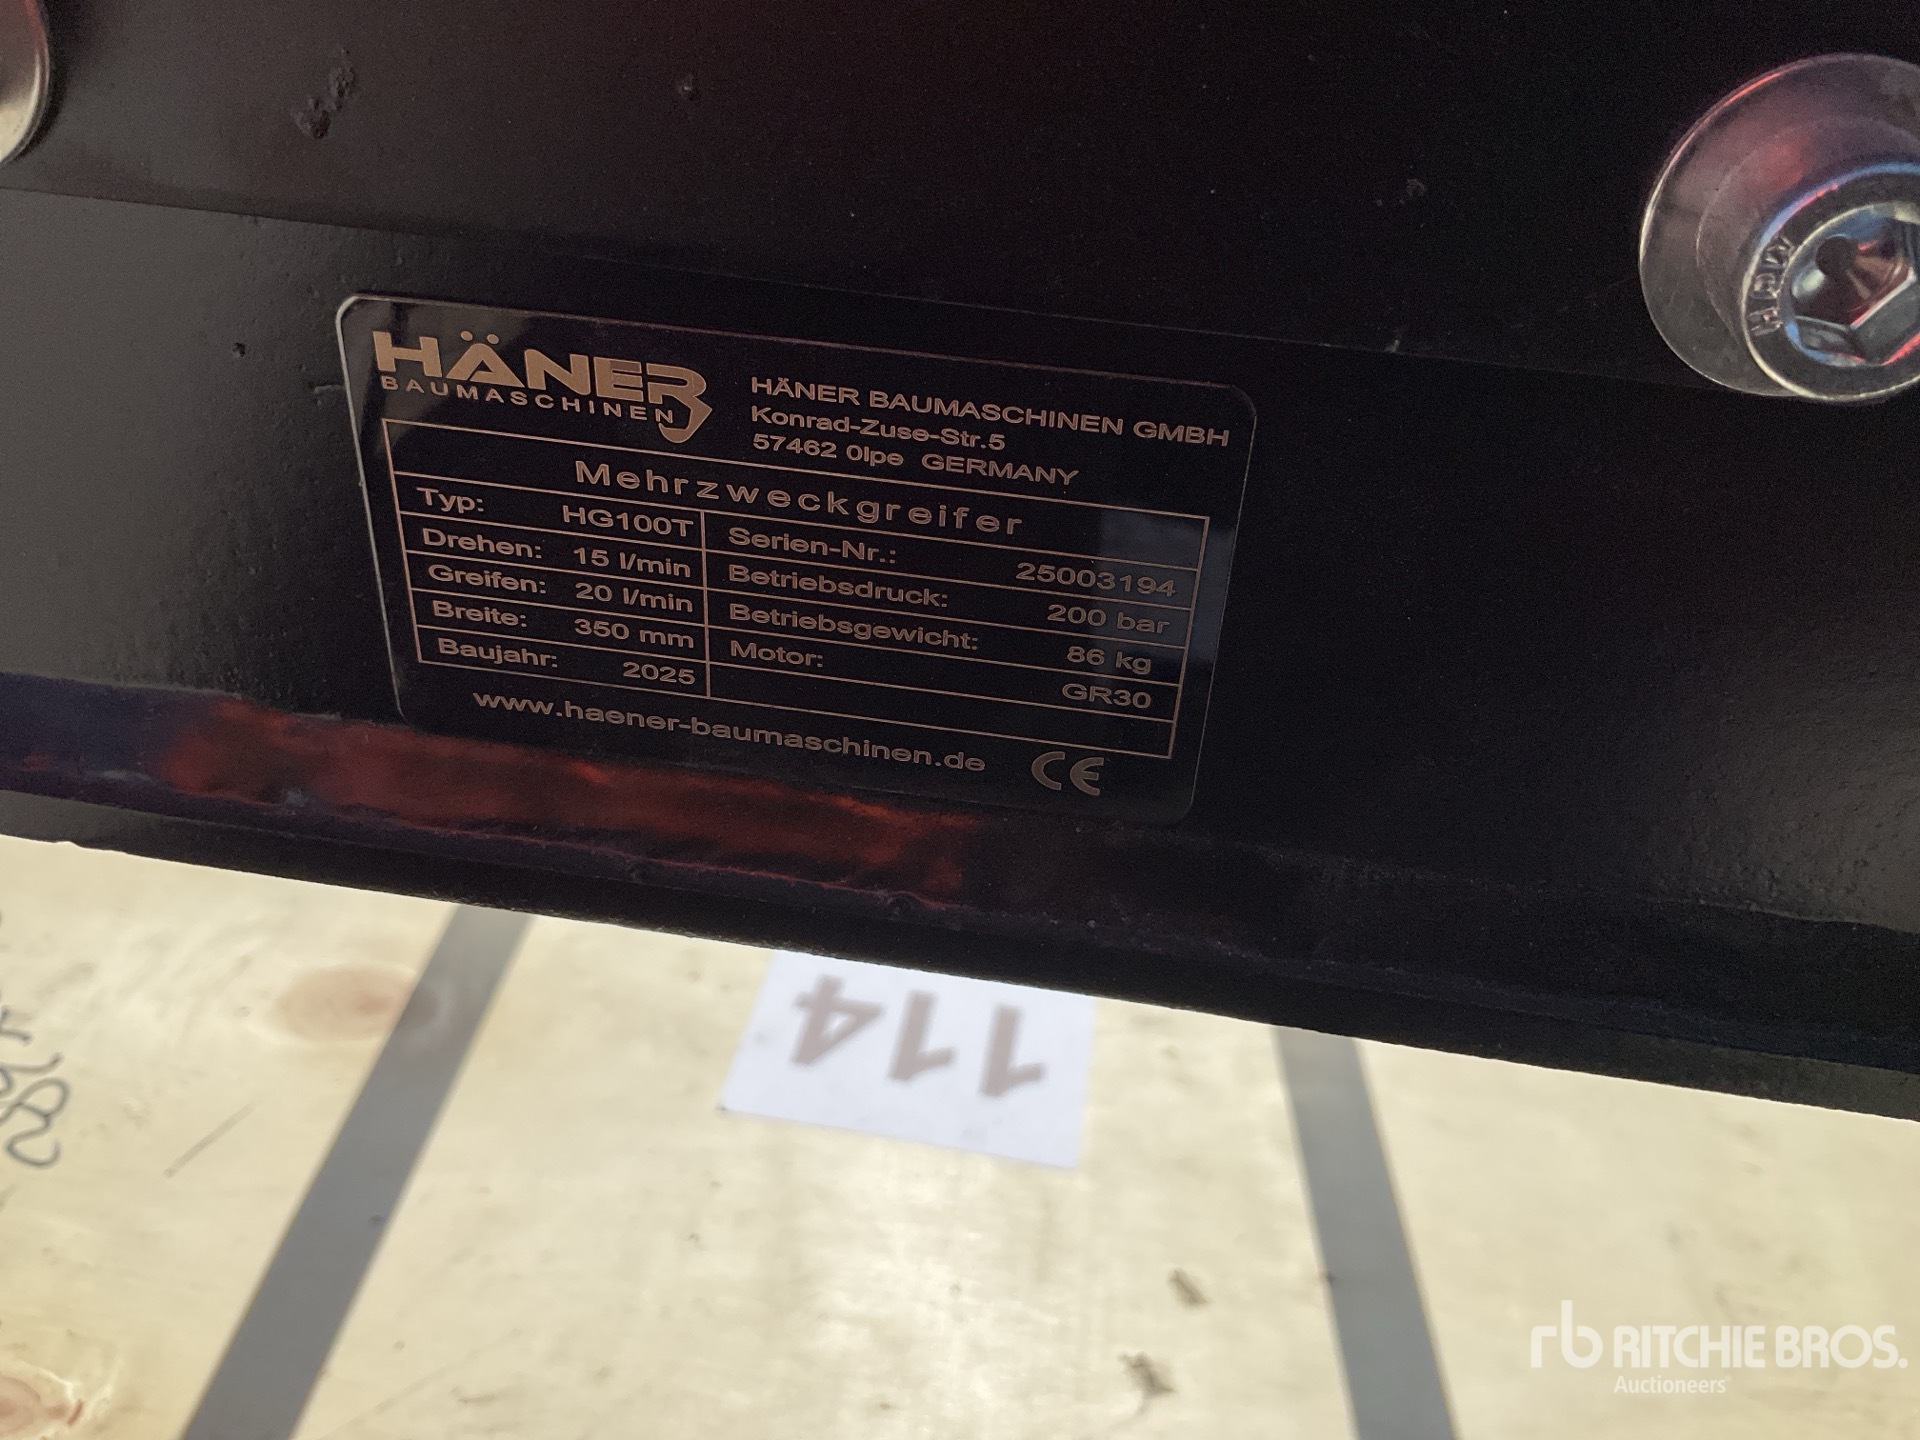 HÄNER
BAUMASCHINEN
HÄNER BAUMASCHINEN GMBH
Konrad-Zuse-Str.5
57462 Olpe GERMANY
Mehrzweckgreifer
Typ: HG100T
Serien-Nr.: 25003194
Drehen: 15 l/min
Betriebsdruck: 200 bar
Greifen: 20 l/min
Betriebsgewicht: 86 kg
Breite: 350 mm
Motor: GR30
Baujahr: 2025
www.haener-baumaschinen.de
CE
114
rb RITCHIE BROS.
Auctioneers